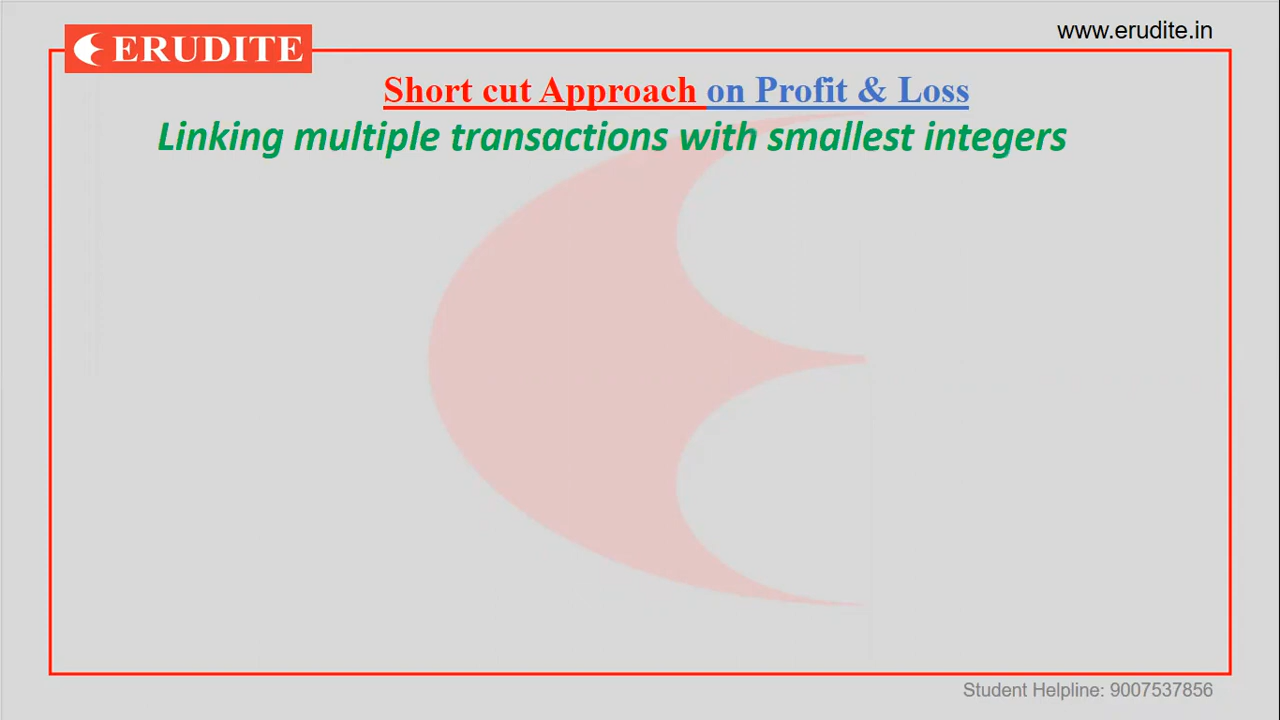 www.erudite.in
ERUDITE
Short cut Approach on Profit & Loss
Linking multiple transactions with smallest integers
Student Helpline: 9007537856